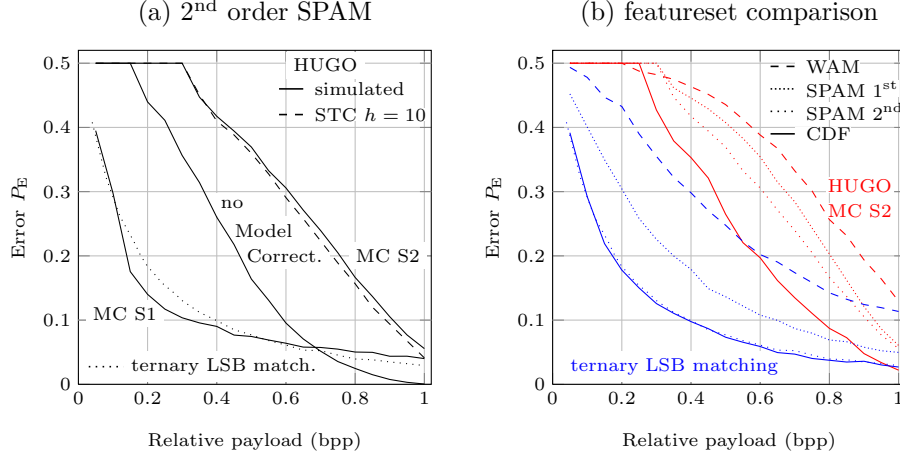 (a) 2nd order SPAM
0.5
0.4
0.3
0.2
0.1
0
Error PE
HUGO
simulated
STC h = 10
no
Model
Correct.
MC S2
MC S1
ternary LSB match.
0
0.2
0.4
0.6
0.8
1
Relative payload (bpp)
(b) featureset comparison
0.5
0.4
0.3
0.2
0.1
0
Error PE
WAM
SPAM 1st
SPAM 2nd
CDF
HUGO
MC S2
ternary LSB matching
0
0.2
0.4
0.6
0.8
1
Relative payload (bpp)